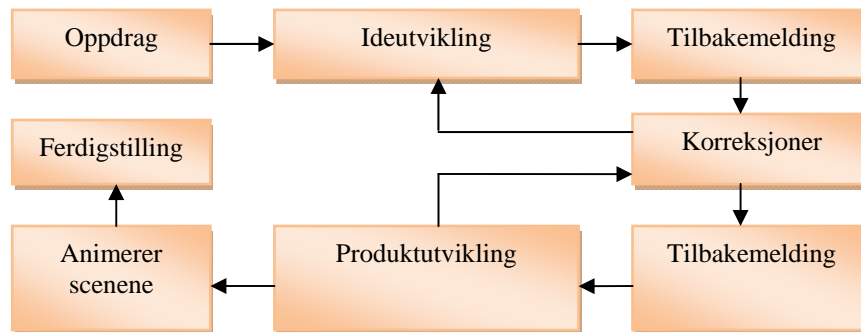 Oppdrag
Ideutvikling
Tilbakemelding
Ferdigstilling
Korreksjoner
Animerer
scenene
Produktutvikling
Tilbakemelding